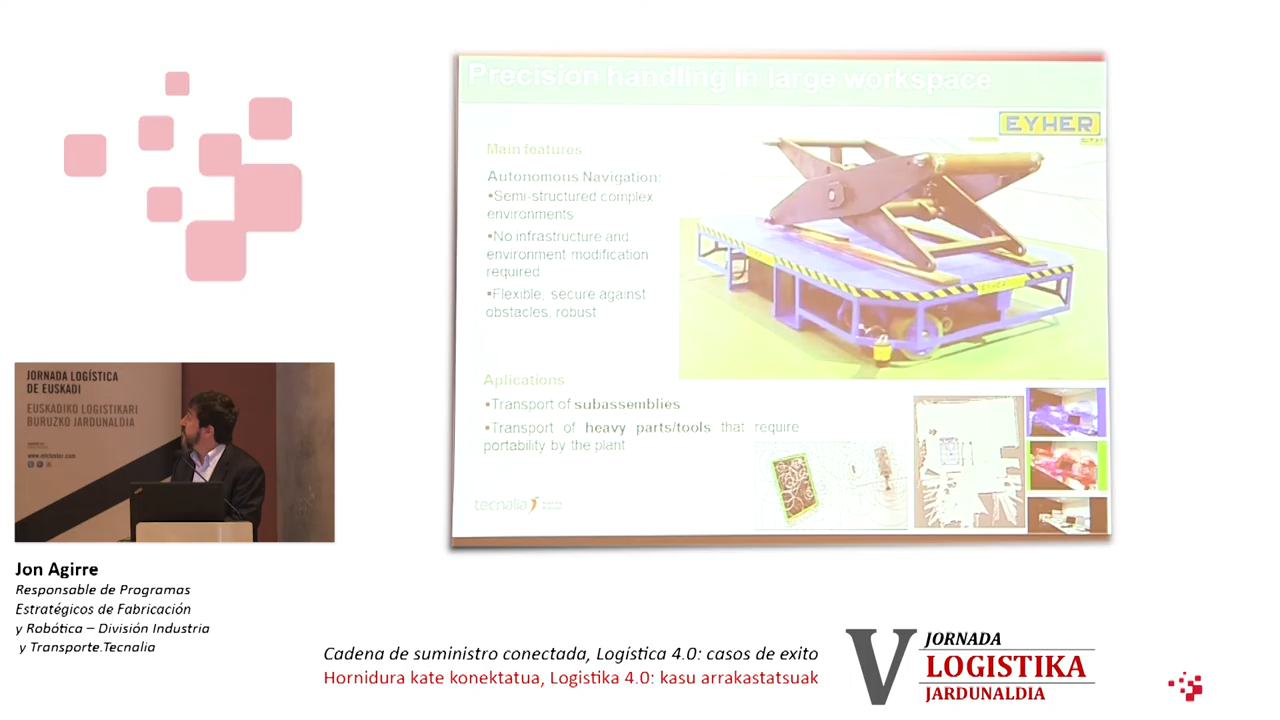 Precision handling in large workspace
EYHER
Main features
Autonomous Navigation:
•Semi-structured complex
environments
•No infrastructure and
environment modification
required
•Flexible, secure against
obstacles, robust
EYHER
Aplications
•Transport of subassemblies
•Transport of heavy parts/tools that require
portability by the plant
tecnalia
JORNADA LOGÍSTICA
DE EUSKADI
EUSKADIKO LOGISTIKARI
BURUZKO JARDUNALDIA
www.mlcluster.com
Jon Agirre
Responsable de Programas
Estratégicos de Fabricación
y Robótica – División Industria
y Transporte.Tecnalia
Cadena de suministro conectada, Logística 4.0: casos de exito
Hornidura kate konektatua, Logistika 4.0: kasu arrakastatsuak
V JORNADA
LOGISTIKA
JARDUNALDIA